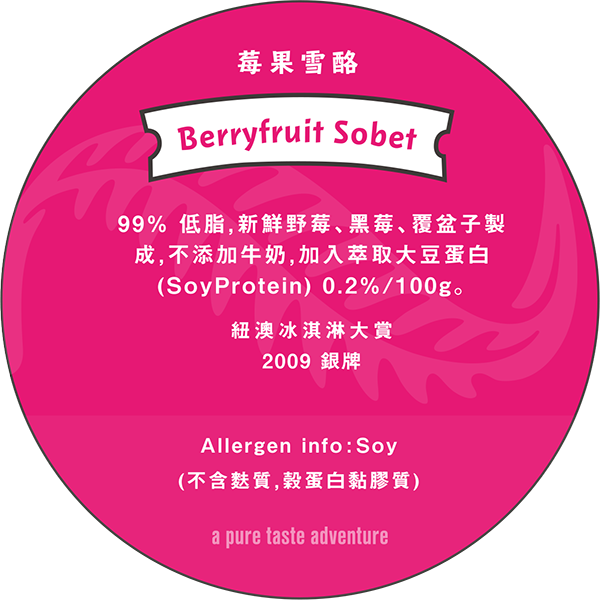 莓果雪酪
Berryfruit Sobet
99% 低脂,新鮮野莓、黑莓、覆盆子製
成,不添加牛奶,加入萃取大豆蛋白
(SoyProtein) 0.2%/100g。
紐澳冰淇淋大賞
2009 銀牌
Allergen info:Soy
(不含麩質,穀蛋白黏膠質)
a pure taste adventure